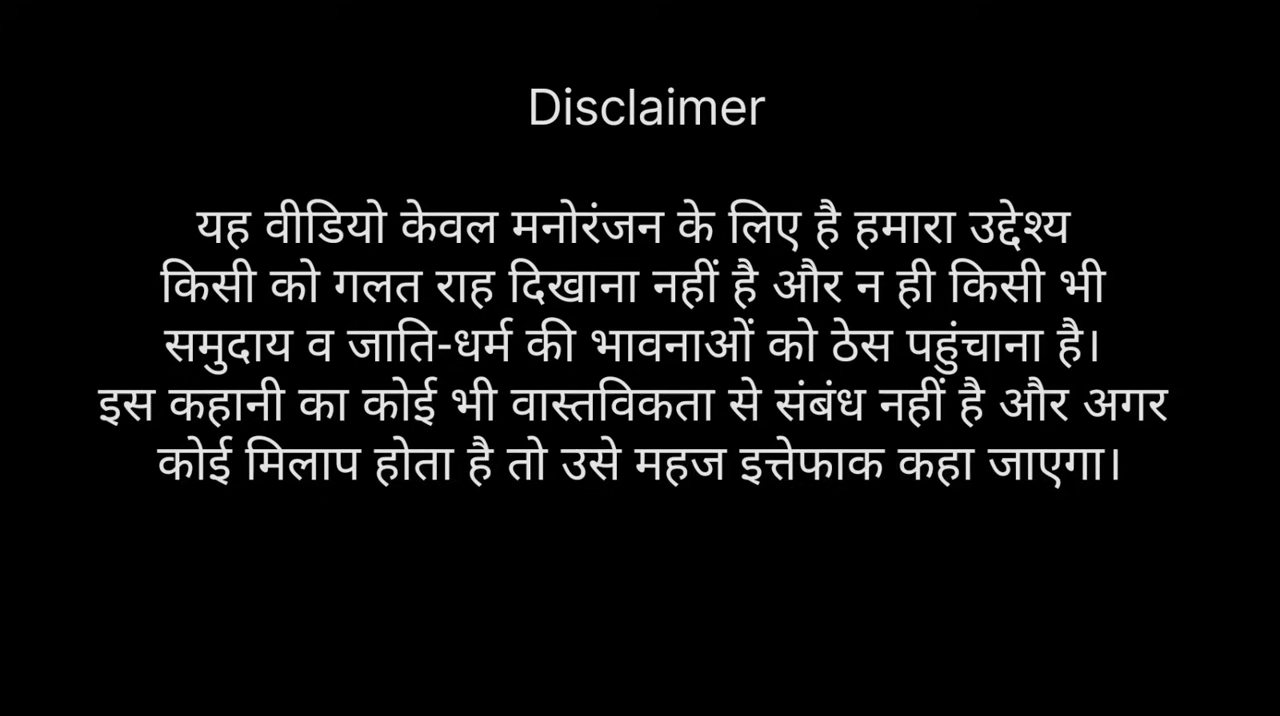 Disclaimer
यह वीडियो केवल मनोरंजन के लिए है हमारा उद्देश्य
किसी को गलत राह दिखाना नहीं है और न ही किसी भी
समुदाय व जाति-धर्म की भावनाओं को ठेस पहुंचाना है।
इस कहानी का कोई भी वास्तविकता से संबंध नहीं है और अगर
कोई मिलाप होता है तो उसे महज इत्तेफाक कहा जाएगा।